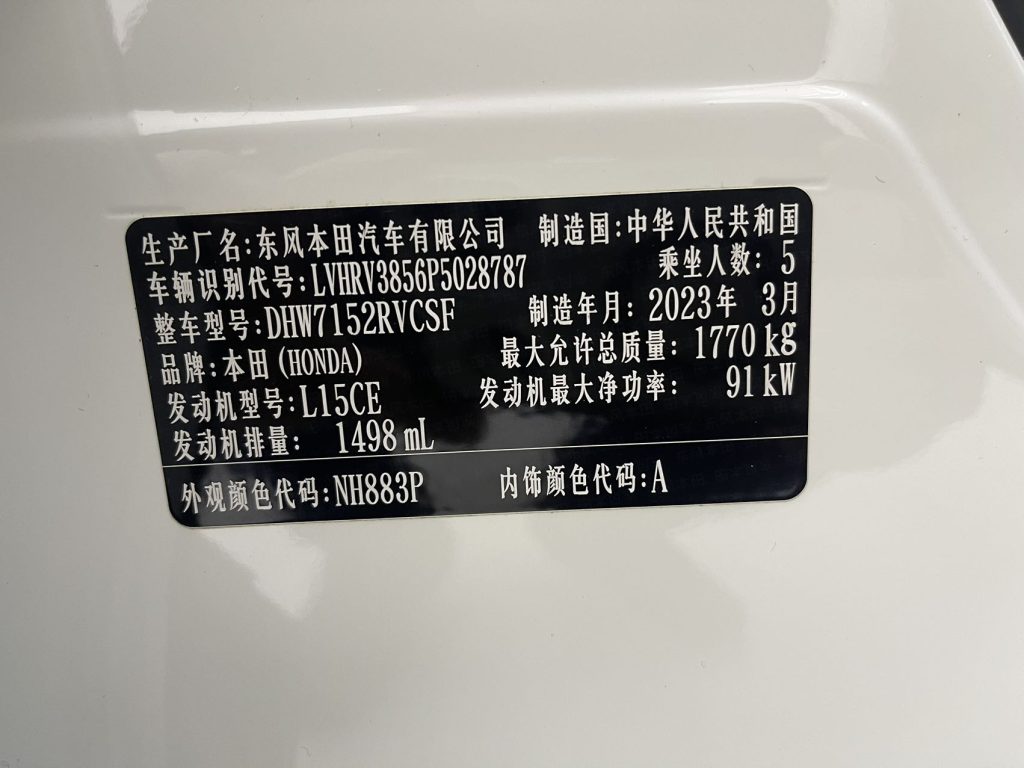 生产厂名:东风本田汽车有限公司 制造国:中华人民共和国
车辆识别代号:LVHRV3856P5028787 乘坐人数: 5
整车型号:DHW7152RVCSF 制造年月: 2023年 3月
品牌:本田(HONDA) 最大允许总质量: 1770 kg
发动机型号:L15CE 发动机最大净功率: 91 kW
发动机排量: 1498 mL
外观颜色代码:NH883P 内饰颜色代码:A